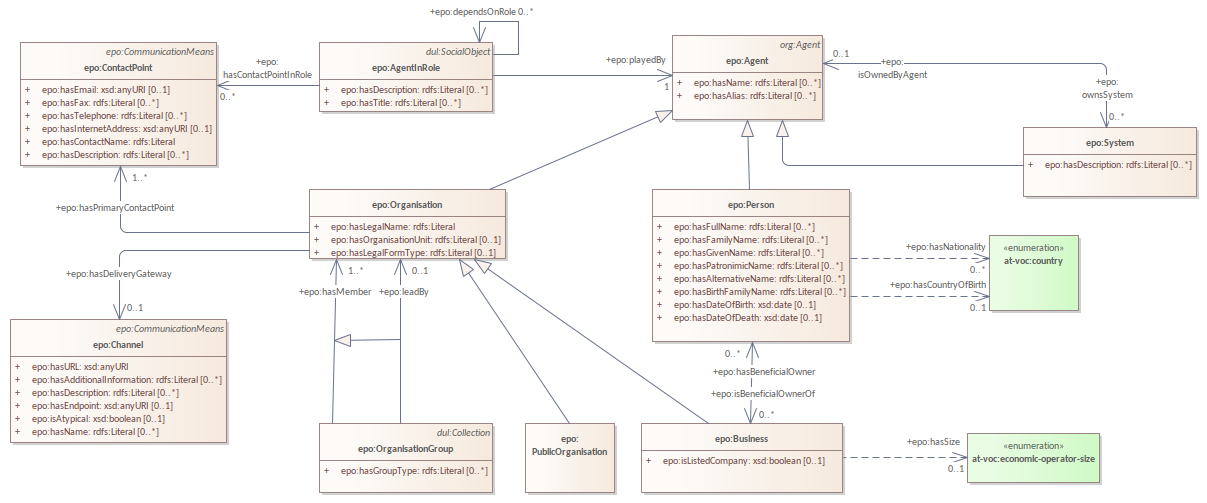 +epo:dependsOnRole 0..*
epo:CommunicationMeans
epo:ContactPoint
+ epo:hasEmail: xsd:anyURI [0..1]
+ epo:hasFax: rdfs:Literal [0..*]
+ epo:hasTelephone: rdfs:Literal [0..*]
+ epo:hasInternetAddress: xsd:anyURI [0..1]
+ epo:hasContactName: rdfs:Literal
+ epo:hasDescription: rdfs:Literal [0..*]
+epo:
hasContactPointInRole
0..*
dul:SocialObject
epo:AgentInRole
+ epo:hasDescription: rdfs:Literal [0..*]
+ epo:hasTitle: rdfs:Literal [0..*]
+epo:playedBy
1
org:Agent
epo:Agent
+ epo:hasName: rdfs:Literal [0..*]
+ epo:hasAlias: rdfs:Literal [0..*]
0..1
+epo:
isOwnedByAgent
+epo:
ownsSystem
0..*
epo:System
+ epo:hasDescription: rdfs:Literal [0..*]
1..*
+epo:hasPrimaryContactPoint
epo:Organisation
+ epo:hasLegalName: rdfs:Literal
+ epo:hasOrganisationUnit: rdfs:Literal [0..1]
+ epo:hasLegalFormType: rdfs:Literal [0..1]
epo:Person
+ epo:hasFullName: rdfs:Literal [0..*]
+ epo:hasFamilyName: rdfs:Literal [0..*]
+ epo:hasGivenName: rdfs:Literal [0..*]
+ epo:hasPatronimicName: rdfs:Literal [0..*]
+ epo:hasAlternativeName: rdfs:Literal [0..*]
+ epo:hasBirthFamilyName: rdfs:Literal [0..*]
+ epo:hasDateOfBirth: xsd:date [0..1]
+ epo:hasDateOfDeath: xsd:date [0..1]
+epo:hasNationality
0..*
+epo:hasCountryOfBirth
0..1
«enumeration»
at-voc:country
+epo:hasDeliveryGateway
0..1
1..*
0..1
+epo:hasMember
+epo:leadBy
epo:CommunicationMeans
epo:Channel
+ epo:hasURL: xsd:anyURI
+ epo:hasAdditionalInformation: rdfs:Literal [0..*]
+ epo:hasDescription: rdfs:Literal [0..*]
+ epo:hasEndpoint: xsd:anyURI [0..1]
+ epo:isAtypical: xsd:boolean [0..1]
+ epo:hasName: rdfs:Literal [0..*]
0..*
+epo:hasBeneficialOwner
+epo:isBeneficialOwnerOf
0..*
dul:Collection
epo:OrganisationGroup
+ epo:hasGroupType: rdfs:Literal [0..*]
epo:
PublicOrganisation
epo:Business
+ epo:isListedCompany: xsd:boolean [0..1]
+epo:hasSize
0..1
«enumeration»
at-voc:economic-operator-size